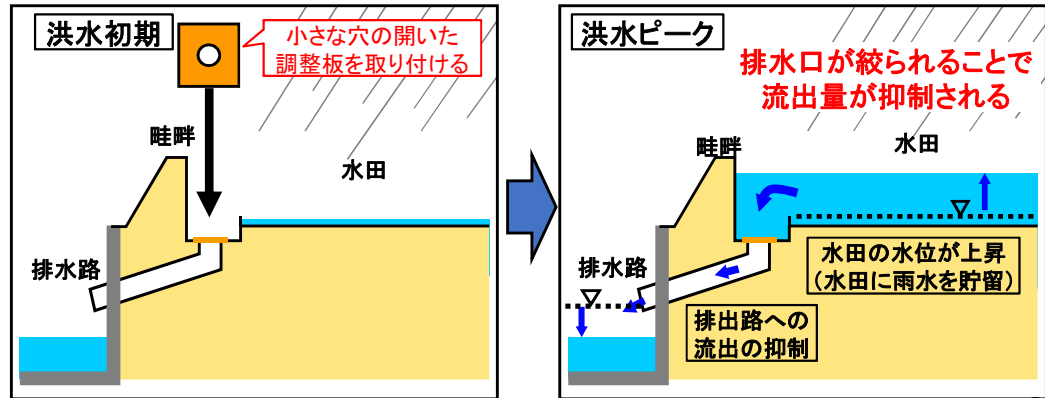 洪水初期
小さな穴の開いた
調整板を取り付ける
畦畔
水田
排水路
洪水ピーク
排水口が絞られることで
流出量が抑制される
畦畔
水田
水田の水位が上昇
(水田に雨水を貯留)
排水路
排出路への
流出の抑制